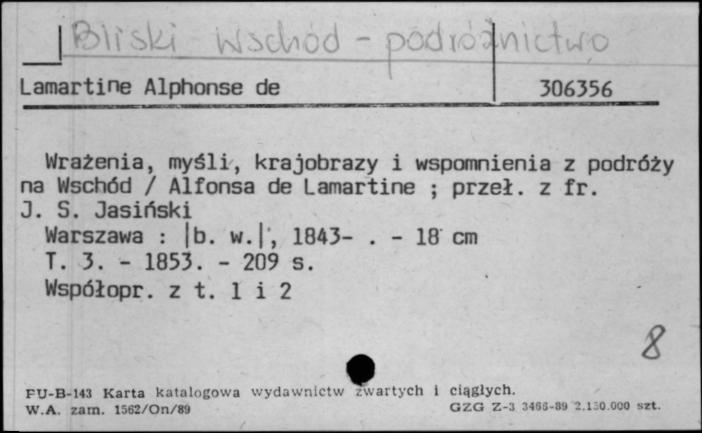 Bliski Wschód - podróżnictwo
Lamartine Alphonse de 306356
Wrażenia, myśli, krajobrazy i wspomnienia z podróży
na Wschód / Alfonsa de Lamartine ; przeł. z fr.
J. S. Jasiński
Warszawa : |b. w.|, 1843- . - 18 cm
T. 3. - 1853. - 209 s.
Współopr. z t. 1 i 2
8
PU-B-143 Karta katalogowa wydawnictw zwartych i ciągłych.
W.A. zam. 1562/On/89 GZG Z-3 3466-89 2.150.000 szt.